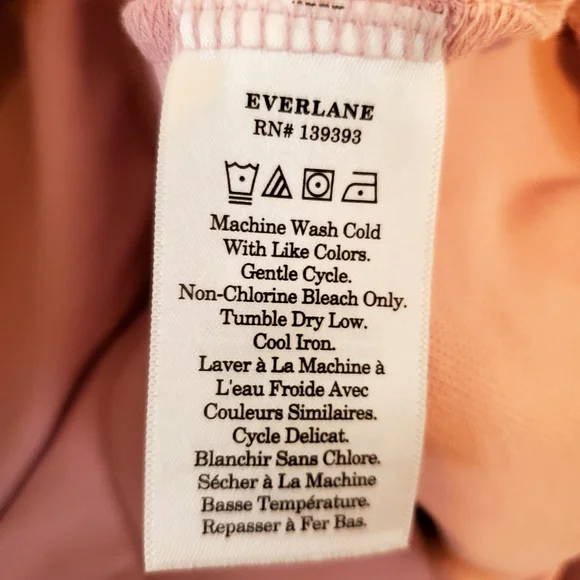 EVERLANE
RN# 139393
Machine Wash Cold
With Like Colors.
Gentle Cycle.
Non-Chlorine Bleach Only.
Tumble Dry Low.
Cool Iron.
Laver à La Machine à
L'eau Froide Avec
Couleurs Similaires.
Cycle Delicat.
Blanchir Sans Chlore.
Sécher à La Machine
Basse Température.
Repasser à Fer Bas.